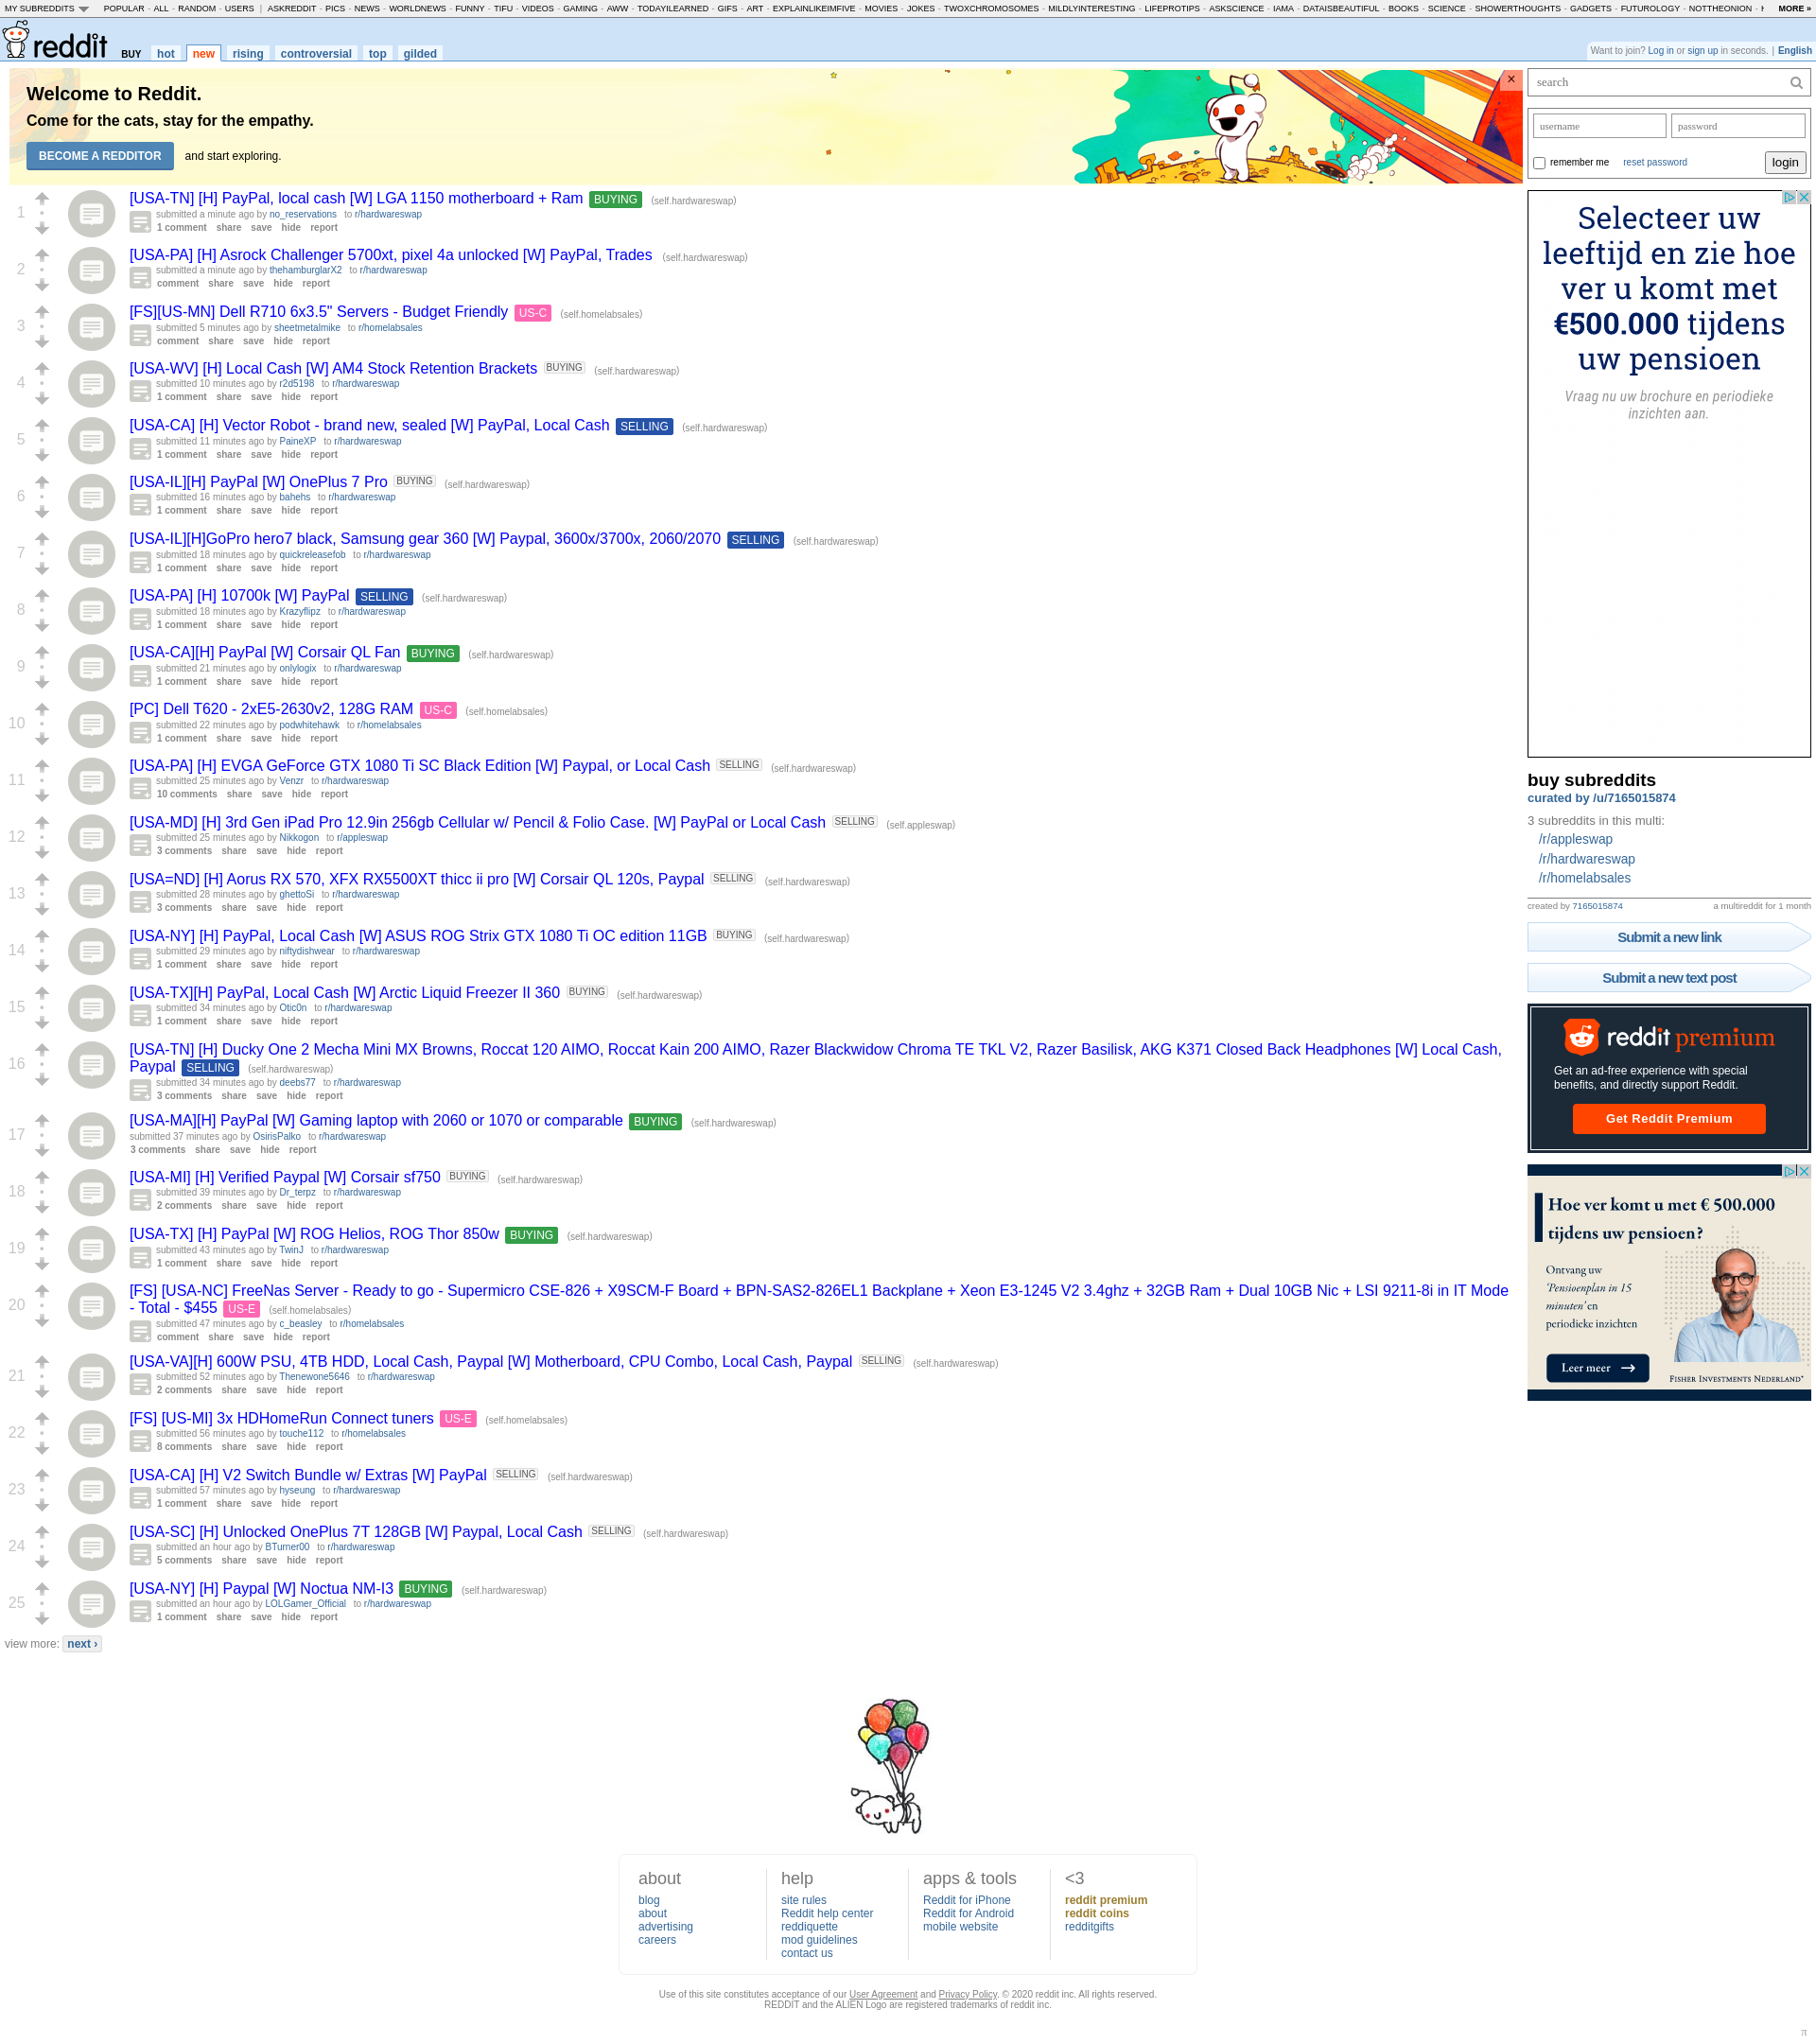 MY SUBREDDITS POPULAR - ALL - RANDOM - USERS | ASKREDDIT - PICS - NEWS - WORLDNEWS - FUNNY - TIFU - VIDEOS - GAMING - AWW - TODAYILEARNED - GIFS - ART - EXPLAINLIKEIMFIVE - MOVIES - JOKES - TWOXCHROMOSOMES - MILDLYINTERESTING - LIFEPROTIPS - ASKSCIENCE - IAMA - DATAISBEAUTIFUL - BOOKS - SCIENCE - SHOWERTHOUGHTS - GADGETS - FUTUROLOGY - NOTTHEONION - MORE »
reddit BUY hot new rising controversial top gilded
Want to join? Log in or sign up in seconds. | English
Welcome to Reddit.
Come for the cats, stay for the empathy.
BECOME A REDDITOR and start exploring.
1
[USA-TN] [H] PayPal, local cash [W] LGA 1150 motherboard + Ram BUYING (self.hardwareswap)
submitted a minute ago by no_reservations to r/hardwareswap
1 comment share save hide report
2
[USA-PA] [H] Asrock Challenger 5700xt, pixel 4a unlocked [W] PayPal, Trades (self.hardwareswap)
submitted a minute ago by thehamburglarX2 to r/hardwareswap
comment share save hide report
3
[FS][US-MN] Dell R710 6x3.5" Servers - Budget Friendly US-C (self.homelabsales)
submitted 5 minutes ago by sheetmetalmike to r/homelabsales
comment share save hide report
4
[USA-WV] [H] Local Cash [W] AM4 Stock Retention Brackets BUYING (self.hardwareswap)
submitted 10 minutes ago by r2d5198 to r/hardwareswap
1 comment share save hide report
5
[USA-CA] [H] Vector Robot - brand new, sealed [W] PayPal, Local Cash SELLING (self.hardwareswap)
submitted 11 minutes ago by PaineXP to r/hardwareswap
1 comment share save hide report
6
[USA-IL][H] PayPal [W] OnePlus 7 Pro BUYING (self.hardwareswap)
submitted 16 minutes ago by bahehs to r/hardwareswap
1 comment share save hide report
7
[USA-IL][H]GoPro hero7 black, Samsung gear 360 [W] Paypal, 3600x/3700x, 2060/2070 SELLING (self.hardwareswap)
submitted 18 minutes ago by quickreleasefob to r/hardwareswap
1 comment share save hide report
8
[USA-PA] [H] 10700k [W] PayPal SELLING (self.hardwareswap)
submitted 18 minutes ago by Krazyflipz to r/hardwareswap
1 comment share save hide report
9
[USA-CA][H] PayPal [W] Corsair QL Fan BUYING (self.hardwareswap)
submitted 21 minutes ago by onlylogix to r/hardwareswap
1 comment share save hide report
10
[PC] Dell T620 - 2xE5-2630v2, 128G RAM US-C (self.homelabsales)
submitted 22 minutes ago by podwhitehawk to r/homelabsales
1 comment share save hide report
11
[USA-PA] [H] EVGA GeForce GTX 1080 Ti SC Black Edition [W] Paypal, or Local Cash SELLING (self.hardwareswap)
submitted 25 minutes ago by Venzr to r/hardwareswap
10 comments share save hide report
12
[USA-MD] [H] 3rd Gen iPad Pro 12.9in 256gb Cellular w/ Pencil & Folio Case. [W] PayPal or Local Cash SELLING (self.appleswap)
submitted 25 minutes ago by Nikkogon to r/appleswap
3 comments share save hide report
13
[USA=ND] [H] Aorus RX 570, XFX RX5500XT thicc ii pro [W] Corsair QL 120s, Paypal SELLING (self.hardwareswap)
submitted 28 minutes ago by ghettoSi to r/hardwareswap
3 comments share save hide report
14
[USA-NY] [H] PayPal, Local Cash [W] ASUS ROG Strix GTX 1080 Ti OC edition 11GB BUYING (self.hardwareswap)
submitted 29 minutes ago by niftydishwear to r/hardwareswap
1 comment share save hide report
15
[USA-TX][H] PayPal, Local Cash [W] Arctic Liquid Freezer II 360 BUYING (self.hardwareswap)
submitted 34 minutes ago by Otic0n to r/hardwareswap
1 comment share save hide report
16
[USA-TN] [H] Ducky One 2 Mecha Mini MX Browns, Roccat 120 AIMO, Roccat Kain 200 AIMO, Razer Blackwidow Chroma TE TKL V2, Razer Basilisk, AKG K371 Closed Back Headphones [W] Local Cash,
Paypal SELLING (self.hardwareswap)
submitted 34 minutes ago by deebs77 to r/hardwareswap
3 comments share save hide report
17
[USA-MA][H] PayPal [W] Gaming laptop with 2060 or 1070 or comparable BUYING (self.hardwareswap)
submitted 37 minutes ago by OsirisPalko to r/hardwareswap
3 comments share save hide report
18
[USA-MI] [H] Verified Paypal [W] Corsair sf750 BUYING (self.hardwareswap)
submitted 39 minutes ago by Dr_terpz to r/hardwareswap
2 comments share save hide report
19
[USA-TX] [H] PayPal [W] ROG Helios, ROG Thor 850w BUYING (self.hardwareswap)
submitted 43 minutes ago by TwinJ to r/hardwareswap
1 comment share save hide report
20
[FS] [USA-NC] FreeNas Server - Ready to go - Supermicro CSE-826 + X9SCM-F Board + BPN-SAS2-826EL1 Backplane + Xeon E3-1245 V2 3.4ghz + 32GB Ram + Dual 10GB Nic + LSI 9211-8i in IT Mode
- Total - $455 US-E (self.homelabsales)
submitted 47 minutes ago by c_beasley to r/homelabsales
comment share save hide report
21
[USA-VA][H] 600W PSU, 4TB HDD, Local Cash, Paypal [W] Motherboard, CPU Combo, Local Cash, Paypal SELLING (self.hardwareswap)
submitted 52 minutes ago by Thenewone5646 to r/hardwareswap
2 comments share save hide report
22
[FS] [US-MI] 3x HDHomeRun Connect tuners US-E (self.homelabsales)
submitted 56 minutes ago by touche112 to r/homelabsales
8 comments share save hide report
23
[USA-CA] [H] V2 Switch Bundle w/ Extras [W] PayPal SELLING (self.hardwareswap)
submitted 57 minutes ago by hyseung to r/hardwareswap
1 comment share save hide report
24
[USA-SC] [H] Unlocked OnePlus 7T 128GB [W] Paypal, Local Cash SELLING (self.hardwareswap)
submitted an hour ago by BTurner00 to r/hardwareswap
5 comments share save hide report
25
[USA-NY] [H] Paypal [W] Noctua NM-I3 BUYING (self.hardwareswap)
submitted an hour ago by LOLGamer_Official to r/hardwareswap
1 comment share save hide report
view more: next ›
search
username password
remember me reset password login
Selecteer uw
leeftijd en zie hoe
ver u komt met
€500.000 tijdens
uw pensioen
Vraag nu uw brochure en periodieke
inzichten aan.
buy subreddits
curated by /u/7165015874
3 subreddits in this multi:
/r/appleswap
/r/hardwareswap
/r/homelabsales
created by 7165015874 a multireddit for 1 month
Submit a new link
Submit a new text post
reddit premium
Get an ad-free experience with special
benefits, and directly support Reddit.
Get Reddit Premium
Hoe ver komt u met € 500.000
tijdens uw pensioen?
Ontvang uw
'Pensioenplan in 15
minuten' en
periodieke inzichten
Leer meer →
FISHER INVESTMENTS NEDERLAND
about
blog
about
advertising
careers
help
site rules
Reddit help center
reddiquette
mod guidelines
contact us
apps & tools
Reddit for iPhone
Reddit for Android
mobile website
<3
reddit premium
reddit coins
redditgifts
Use of this site constitutes acceptance of our User Agreement and Privacy Policy. © 2020 reddit inc. All rights reserved.
REDDIT and the ALIEN Logo are registered trademarks of reddit inc.
π